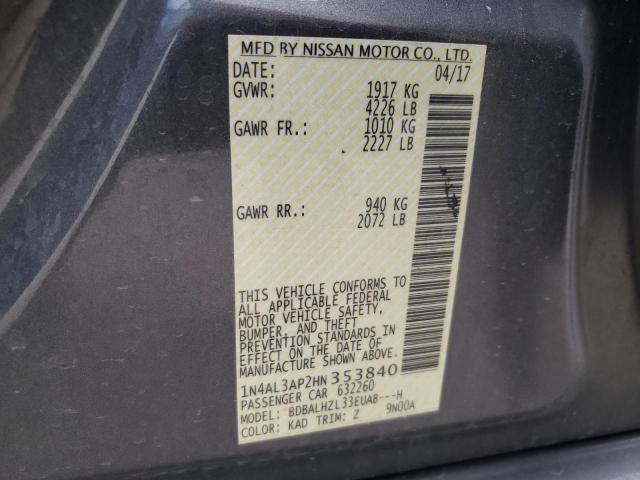 MFD BY NISSAN MOTOR CO., LTD.
DATE: 04/17
GVWR: 1917 KG
4226 LB
GAWR FR.: 1010 KG
2227 LB
GAWR RR.: 940 KG
2072 LB
THIS VEHICLE CONFORMS TO
ALL APPLICABLE FEDERAL
MOTOR VEHICLE SAFETY,
BUMPER, AND THEFT
PREVENTION STANDARDS IN
EFFECT ON THE DATE OF
MANUFACTURE SHOWN ABOVE.
1N4AL3AP2HN353840
PASSENGER CAR 632260
MODEL: BDBALHZL33EUA8---H
COLOR: KAD TRIM: Z 9N00A